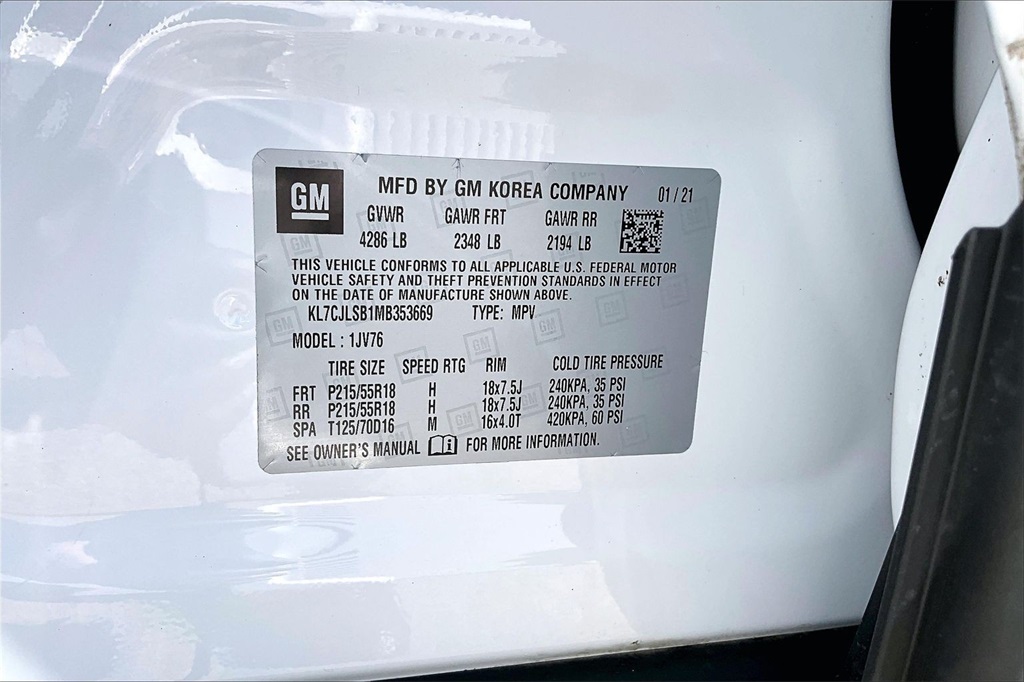 GM
MFD BY GM KOREA COMPANY 01/21
GVWR GAWR FRT GAWR RR
4286 LB 2348 LB 2194 LB
THIS VEHICLE CONFORMS TO ALL APPLICABLE U.S. FEDERAL MOTOR
VEHICLE SAFETY AND THEFT PREVENTION STANDARDS IN EFFECT
ON THE DATE OF MANUFACTURE SHOWN ABOVE.
KL7CJLSB1MB353669 TYPE: MPV
MODEL : 1JV76
TIRE SIZE SPEED RTG RIM COLD TIRE PRESSURE
FRT P215/55R18 H 18x7.5J 240KPA, 35 PSI
RR P215/55R18 H 18x7.5J 240KPA, 35 PSI
SPA T125/70D16 M 16x4.0T 420KPA, 60 PSI
SEE OWNER'S MANUAL FOR MORE INFORMATION.